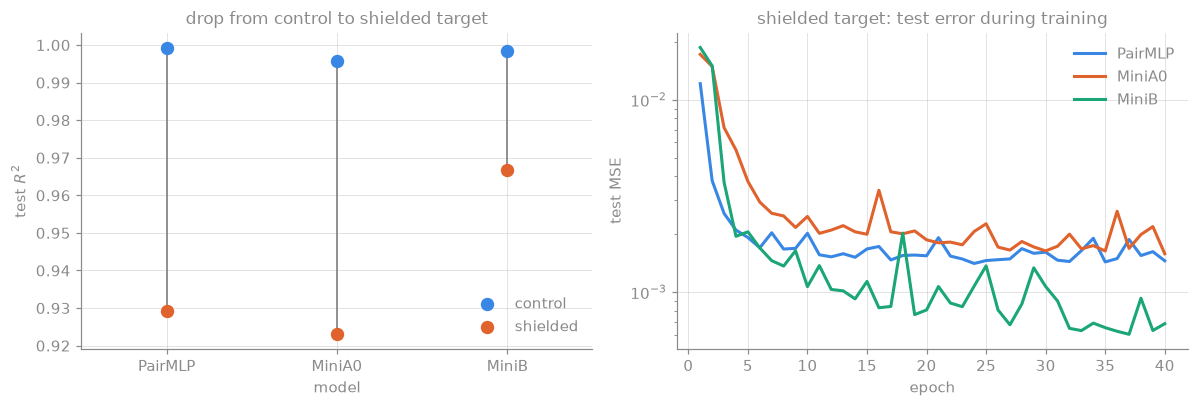 drop from control to shielded target
1.00
0.99
0.98
0.97
0.96
0.95
0.94
0.93
0.92
test R²
PairMLP
MiniA0
MiniB
model
control
shielded
shielded target: test error during training
10⁻²
10⁻³
test MSE
0
5
10
15
20
25
30
35
40
epoch
PairMLP
MiniA0
MiniB